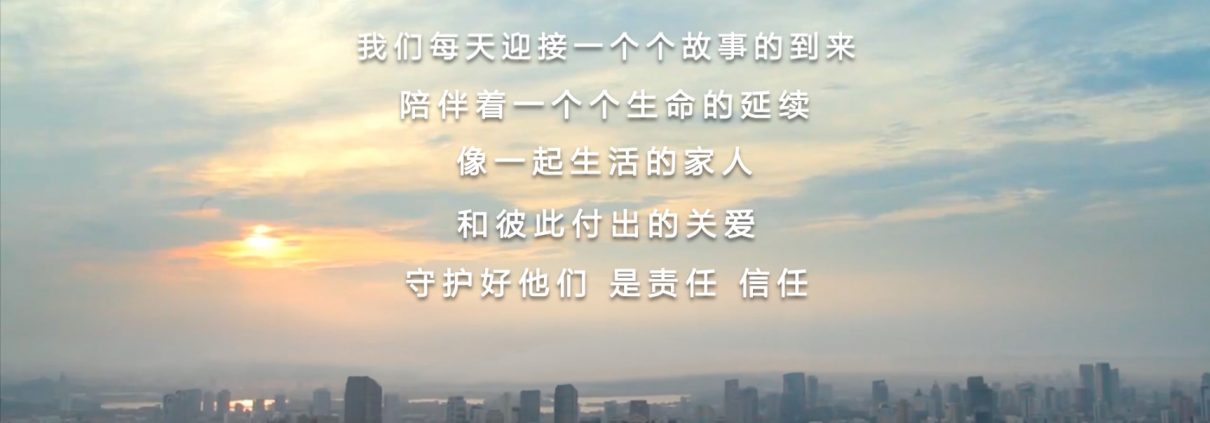 我们每天迎接一个个故事的到来
陪伴着一个个生命的延续
像一起生活的家人
和彼此付出的关爱
守护好他们 是责任 信任